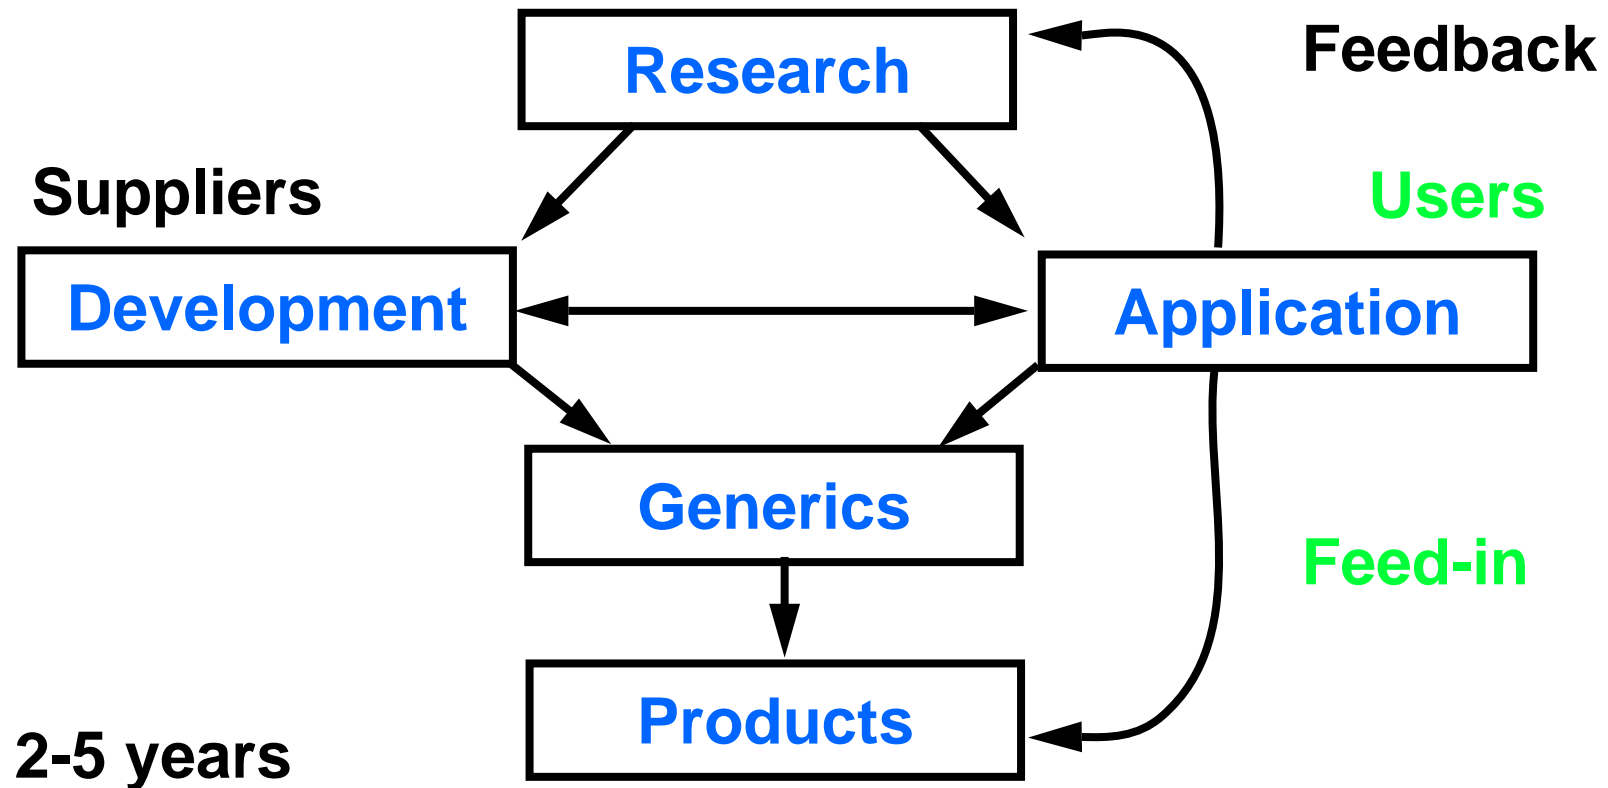 Research
Feedback
Suppliers
Users
Development
Application
Generics
Feed-in
Products
2-5 years